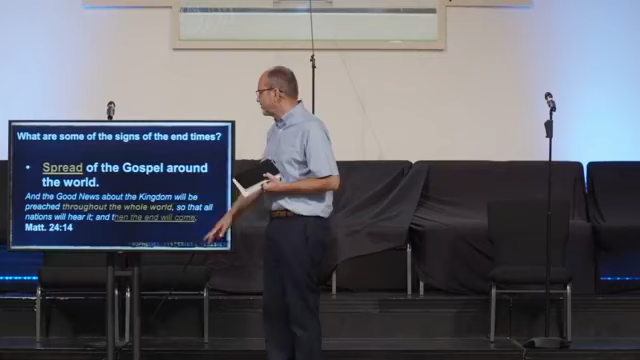 What are some of the signs of the end times?
• Spread of the Gospel around
the world.
And the Good News about the Kingdom will be
preached throughout the whole world, so that all
nations will hear it; and then the end will come.
Matt. 24:14